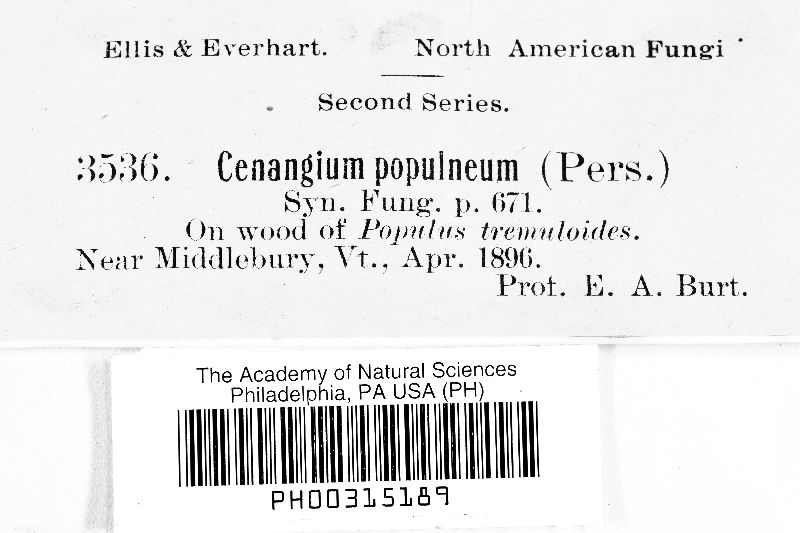 Ellis & Everhart. North American Fungi
Second Series.
3536. Cenangium populneum (Pers.)
Syn. Fung. p. 671.
On wood of Populus tremuloides.
Near Middlebury, Vt., Apr. 1896.
Prof. E. A. Burt.
The Academy of Natural Sciences
Philadelphia, PA USA (PH)
PH00315189